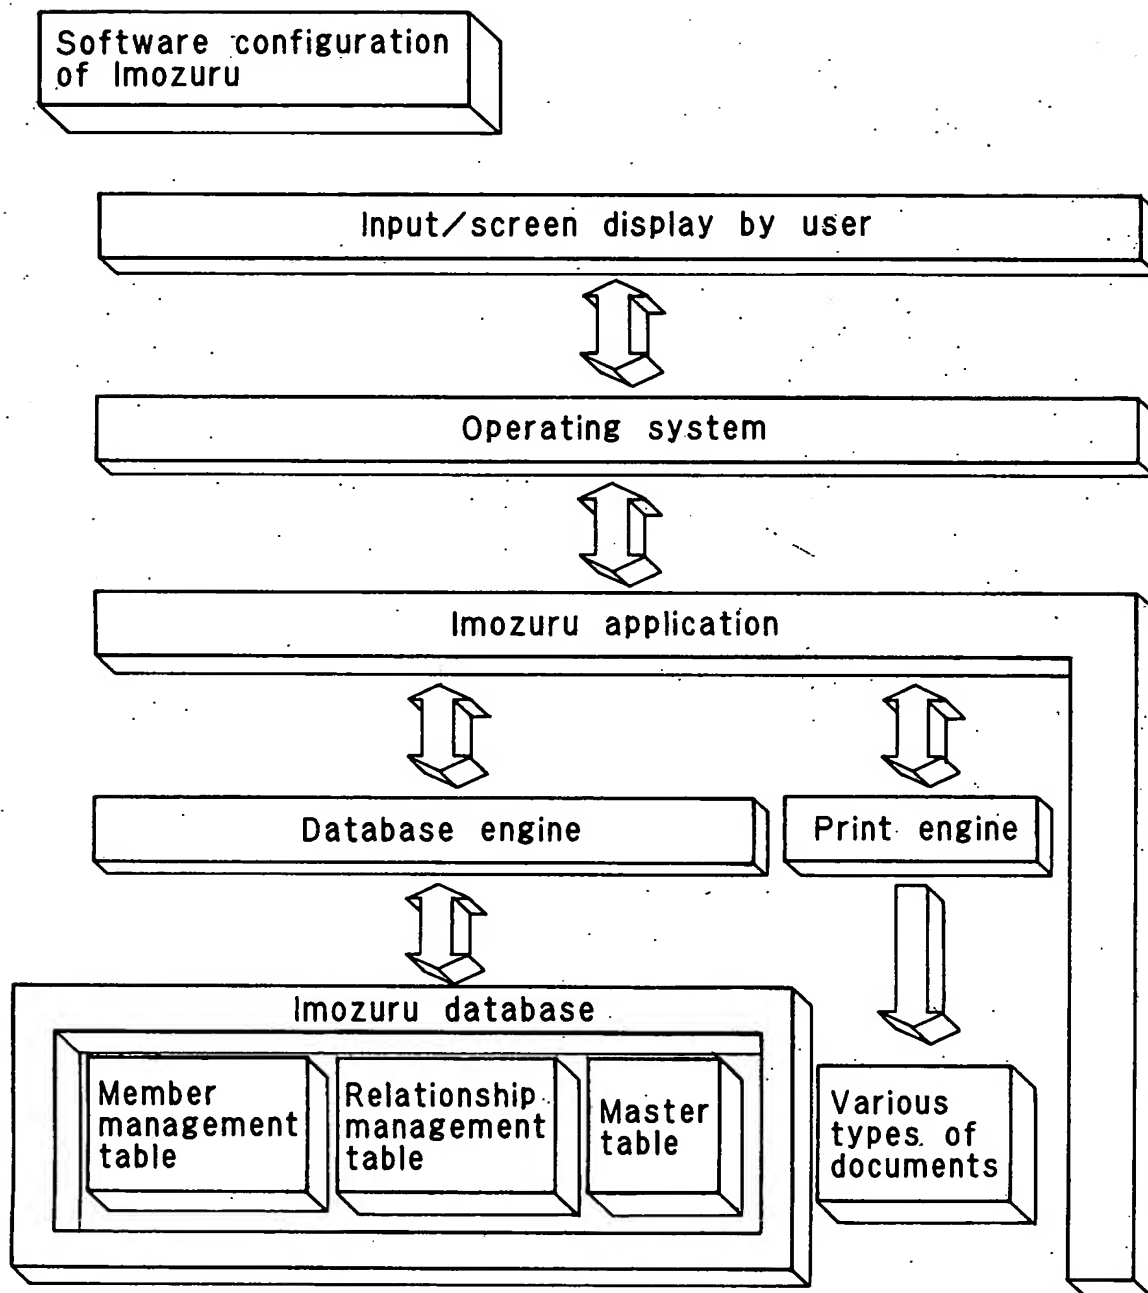 Software configuration
of Imozuru
Input/screen display by user
Operating system
Imozuru application
Database engine
Print engine
Imozuru database
Member
management
table
Relationship
management
table
Master
table
Various
types of
documents